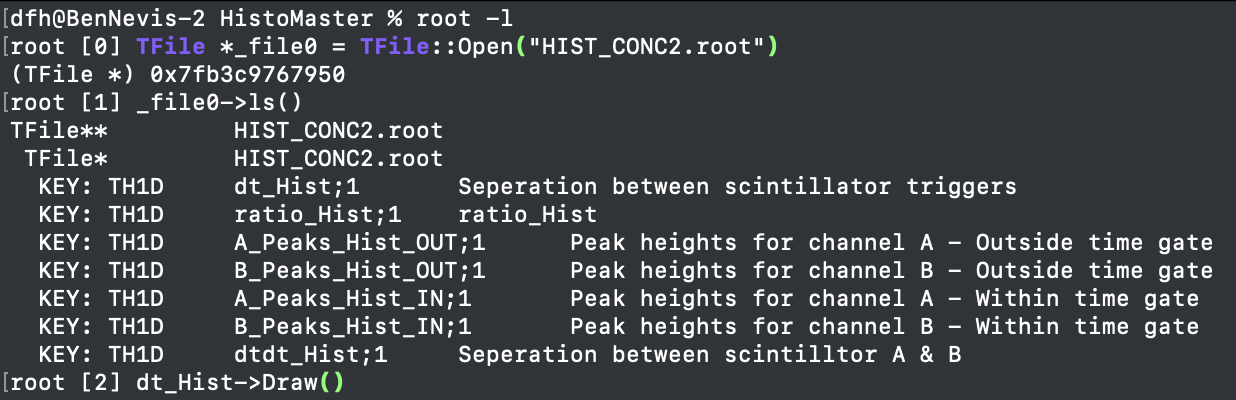 [dfh@BenNevis-2 HistoMaster % root -l
[root [0] TFile *_file0 = TFile::Open("HIST_CONC2.root")
(TFile *) 0x7fb3c9767950
[root [1] _file0->ls()
TFile** HIST_CONC2.root
TFile* HIST_CONC2.root
KEY: TH1D dt_Hist;1 Seperation between scintillator triggers
KEY: TH1D ratio_Hist;1 ratio_Hist
KEY: TH1D A_Peaks_Hist_OUT;1 Peak heights for channel A - Outside time gate
KEY: TH1D B_Peaks_Hist_OUT;1 Peak heights for channel B - Outside time gate
KEY: TH1D A_Peaks_Hist_IN;1 Peak heights for channel A - Within time gate
KEY: TH1D B_Peaks_Hist_IN;1 Peak heights for channel B - Within time gate
KEY: TH1D dtdt_Hist;1 Seperation between scintilltor A & B
[root [2] dt_Hist->Draw()